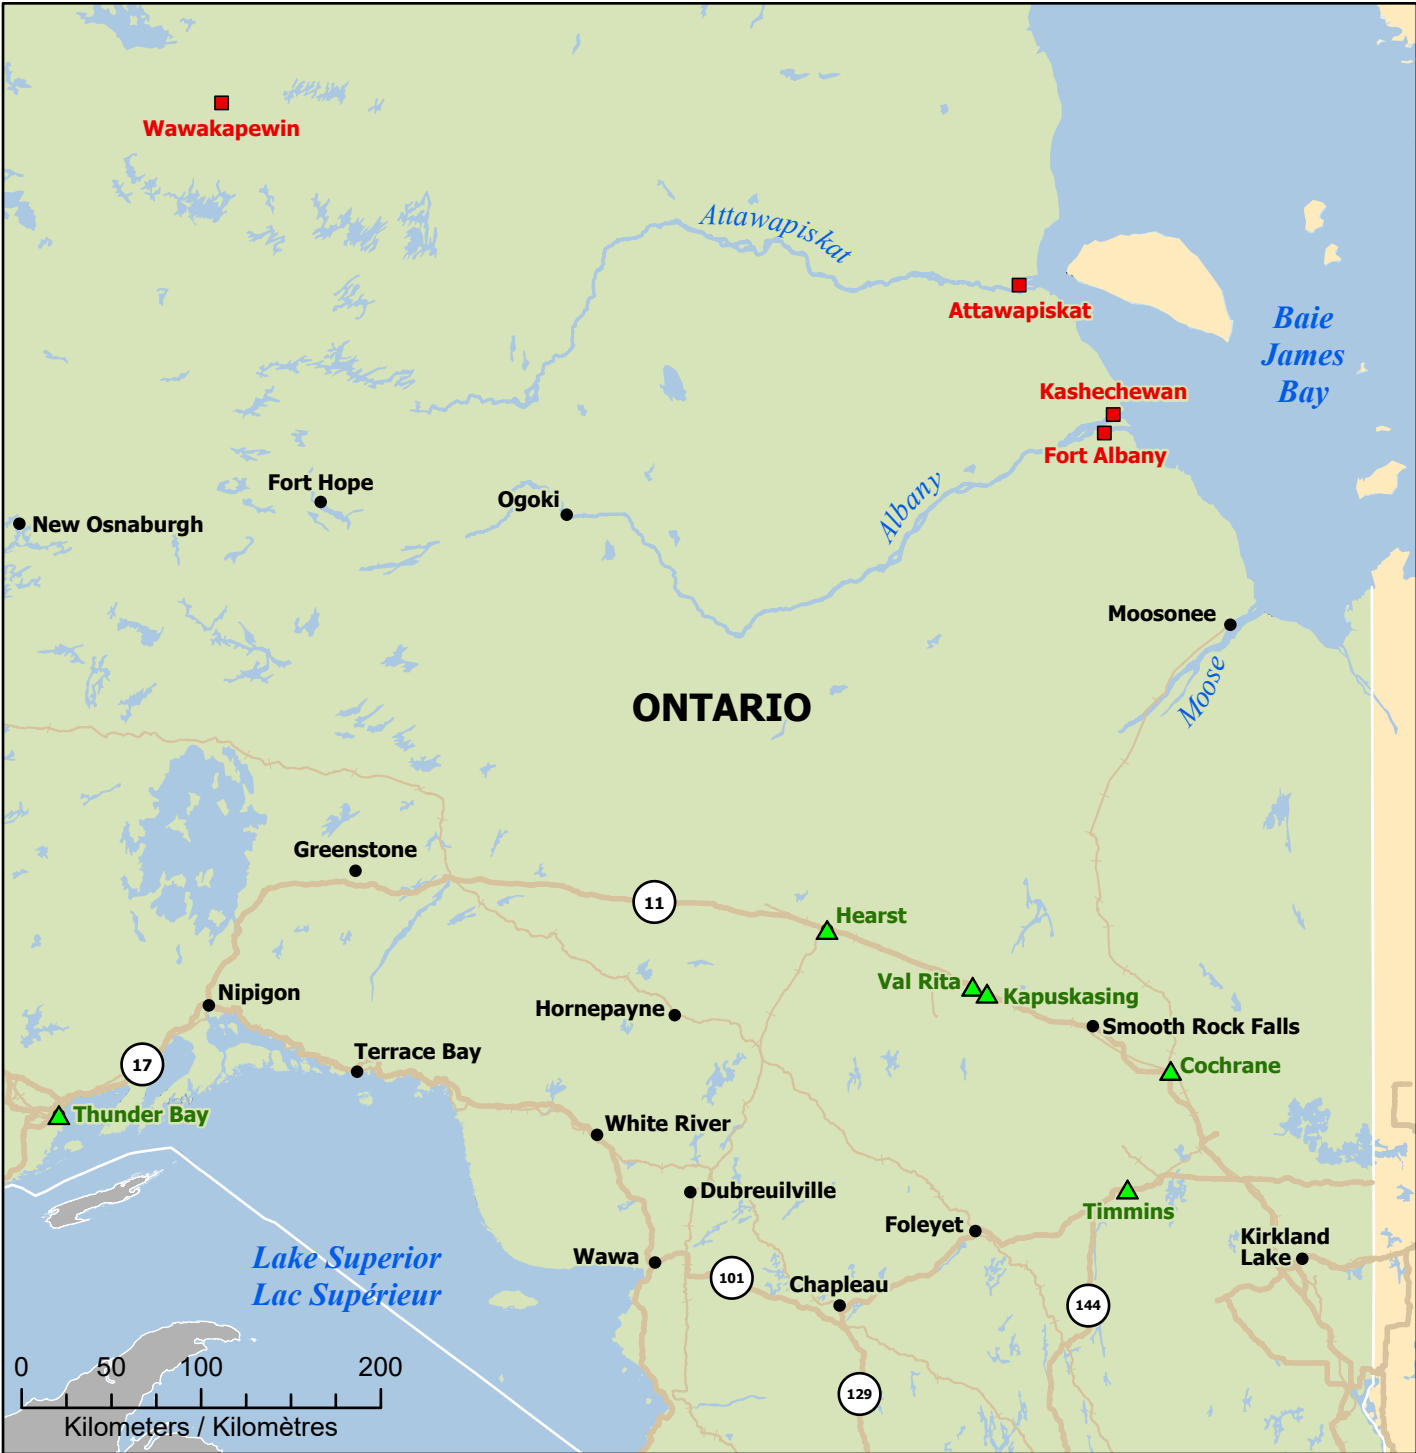 Wawakapewin
Attawapiskat
Attawapiskat
Baie
James
Bay
Kashechewan
Fort Albany
Fort Hope
Ogoki
Albany
New Osnaburgh
Moosonee
Moose
ONTARIO
Greenstone
11
Hearst
Val Rita
Kapuskasing
Nipigon
Hornepayne
Smooth Rock Falls
Terrace Bay
17
Cochrane
Thunder Bay
White River
Dubreuilville
Timmins
Foleyet
Kirkland
Lake
Wawa
Lake Superior
Lac Supérieur
101
Chapleau
144
0 50 100 200
129
Kilometers / Kilomètres